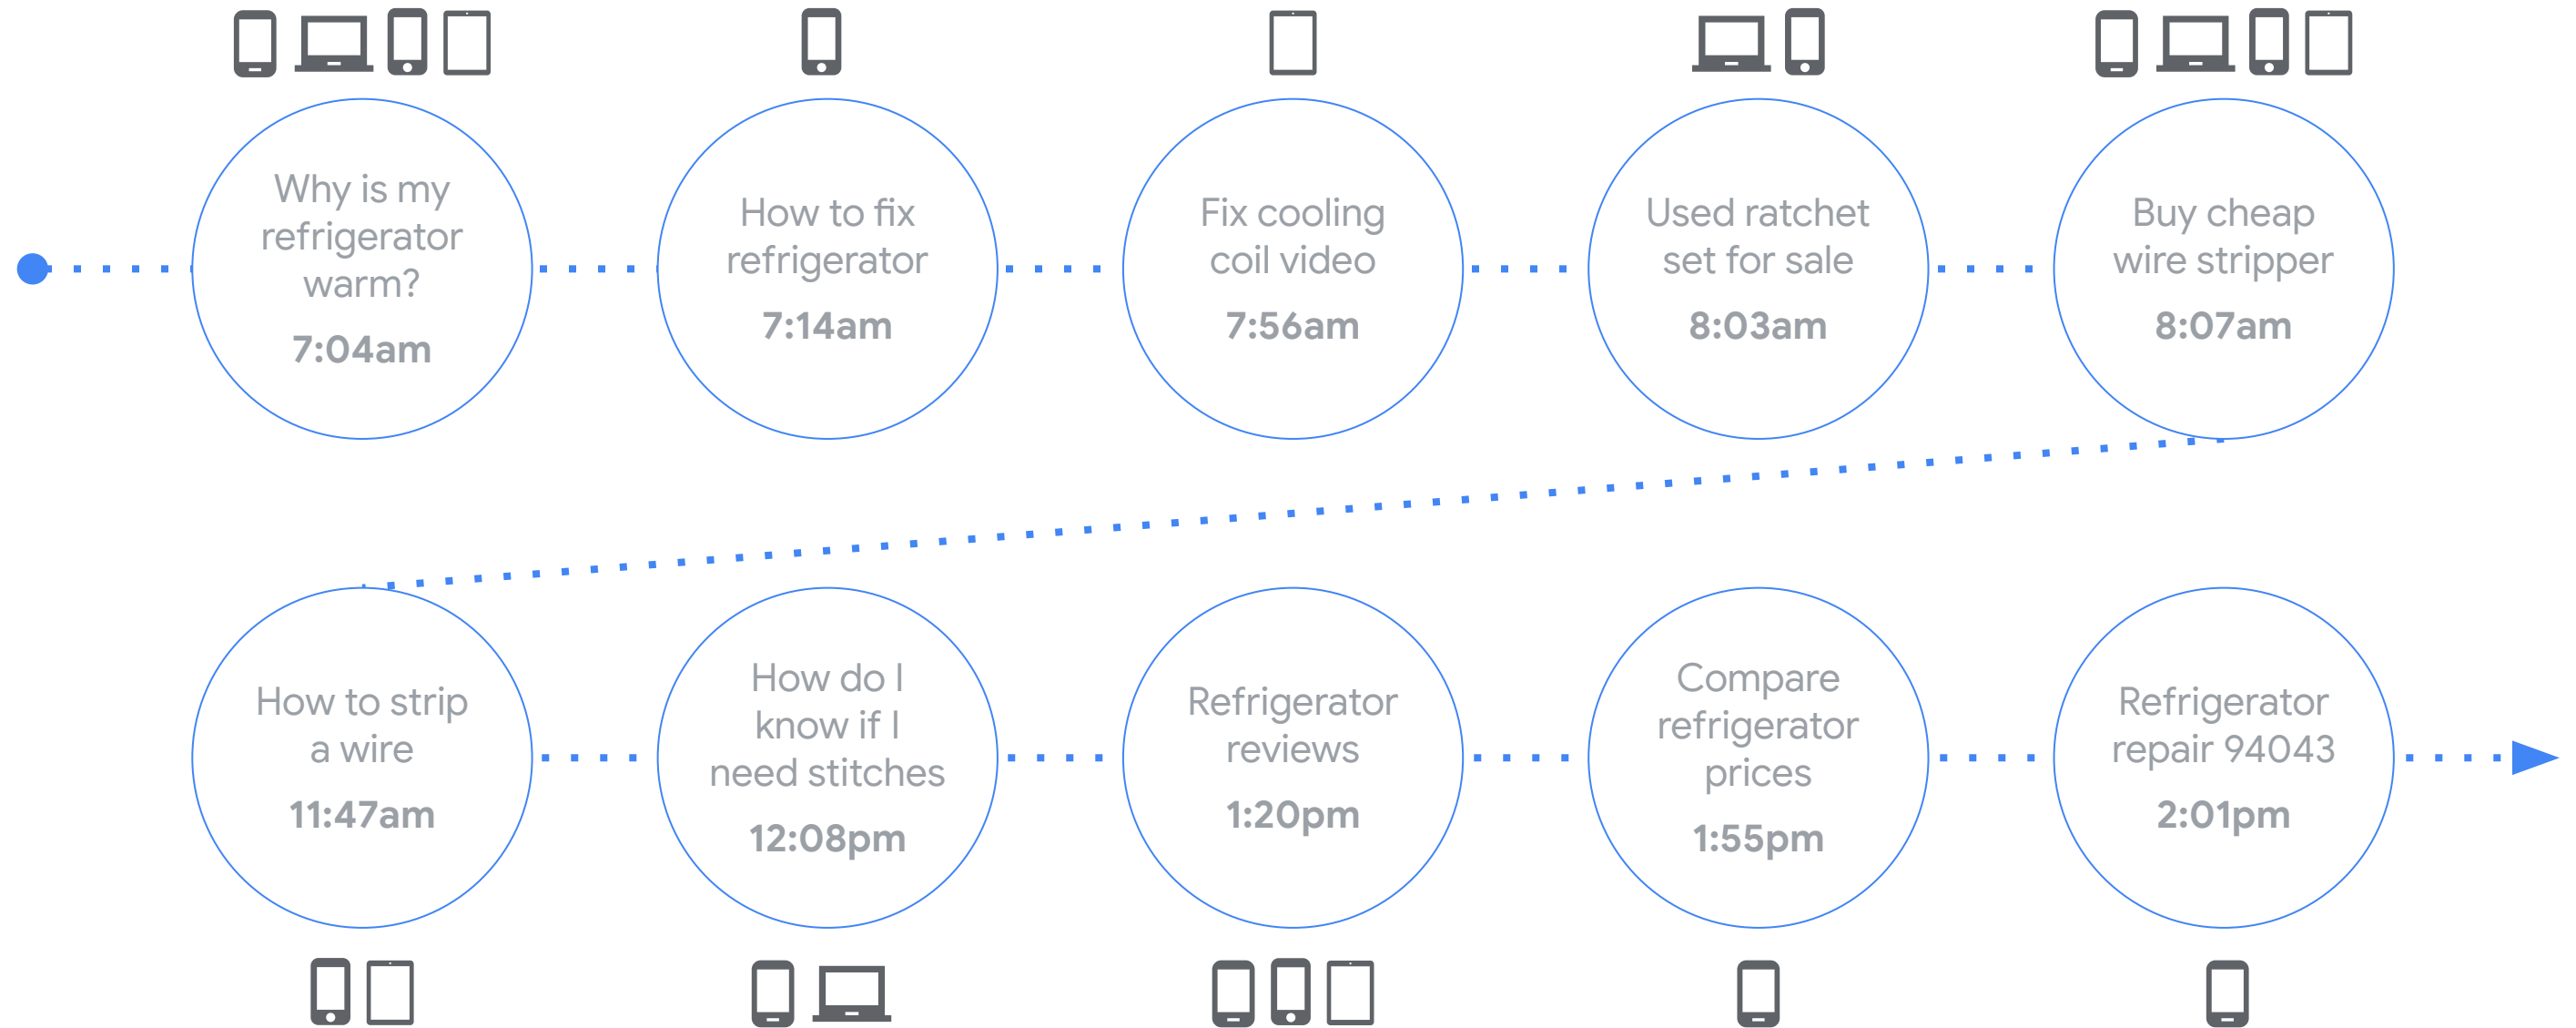 Why is my
refrigerator
warm?
7:04am
How to fix
refrigerator
7:14am
Fix cooling
coil video
7:56am
Used ratchet
set for sale
8:03am
Buy cheap
wire stripper
8:07am
How to strip
a wire
11:47am
How do I
know if I
need stitches
12:08pm
Refrigerator
reviews
1:20pm
Compare
refrigerator
prices
1:55pm
Refrigerator
repair 94043
2:01pm